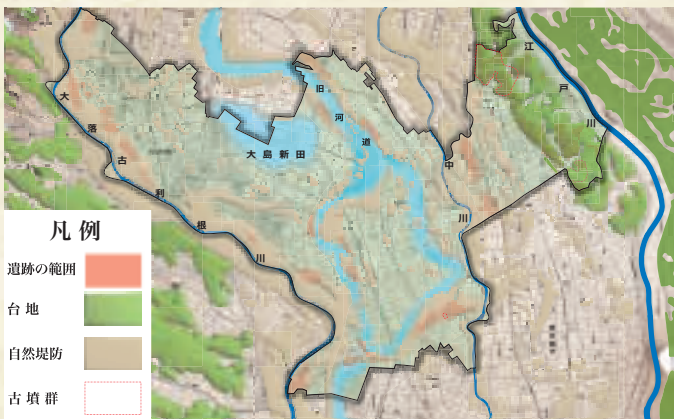 大落古利根川
大島新田
旧河道
中川
江戸川
凡例
遺跡の範囲
台地
自然堤防
古墳群